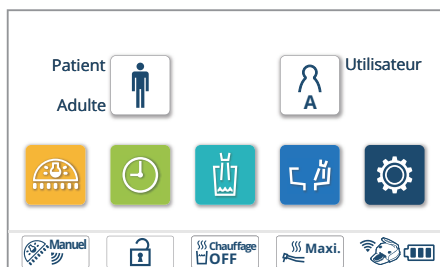 Patient
Utilisateur
Adulte
A
Manuel
Chauffage
OFF
Maxi.